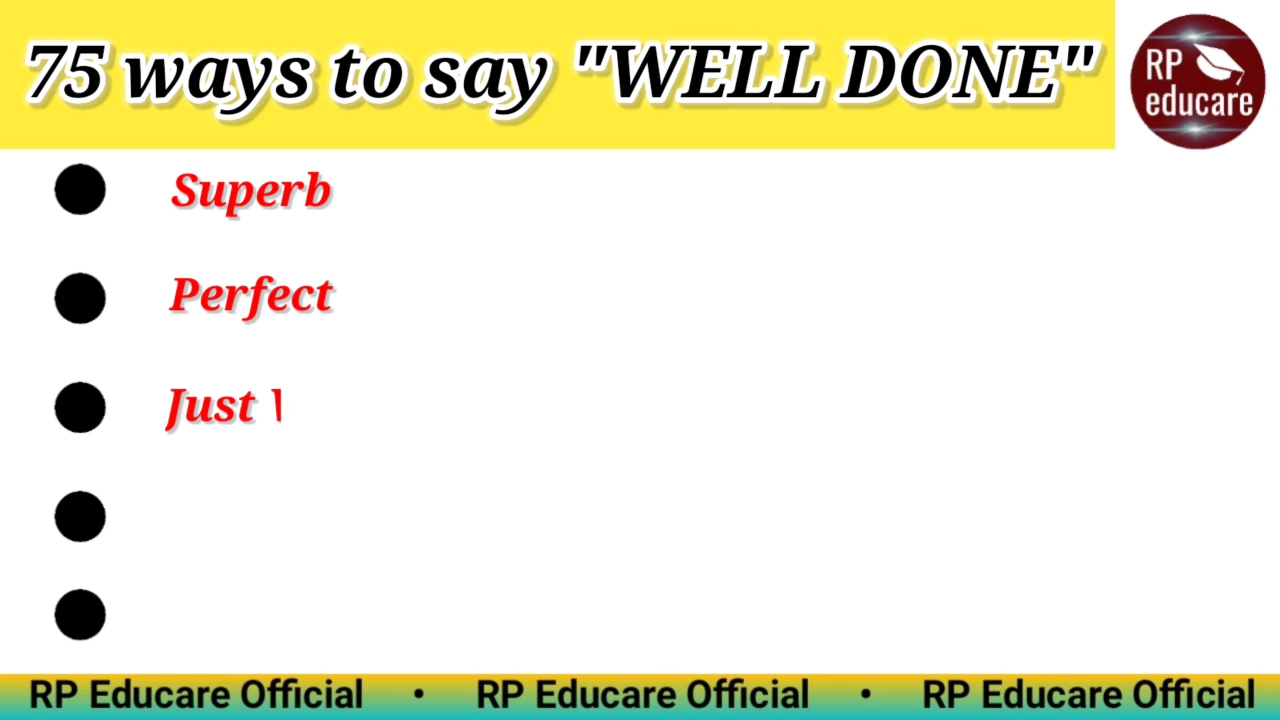 75 ways to say "WELL DONE"
RP
educare
Superb
Perfect
Just
RP Educare Official • RP Educare Official • RP Educare Official